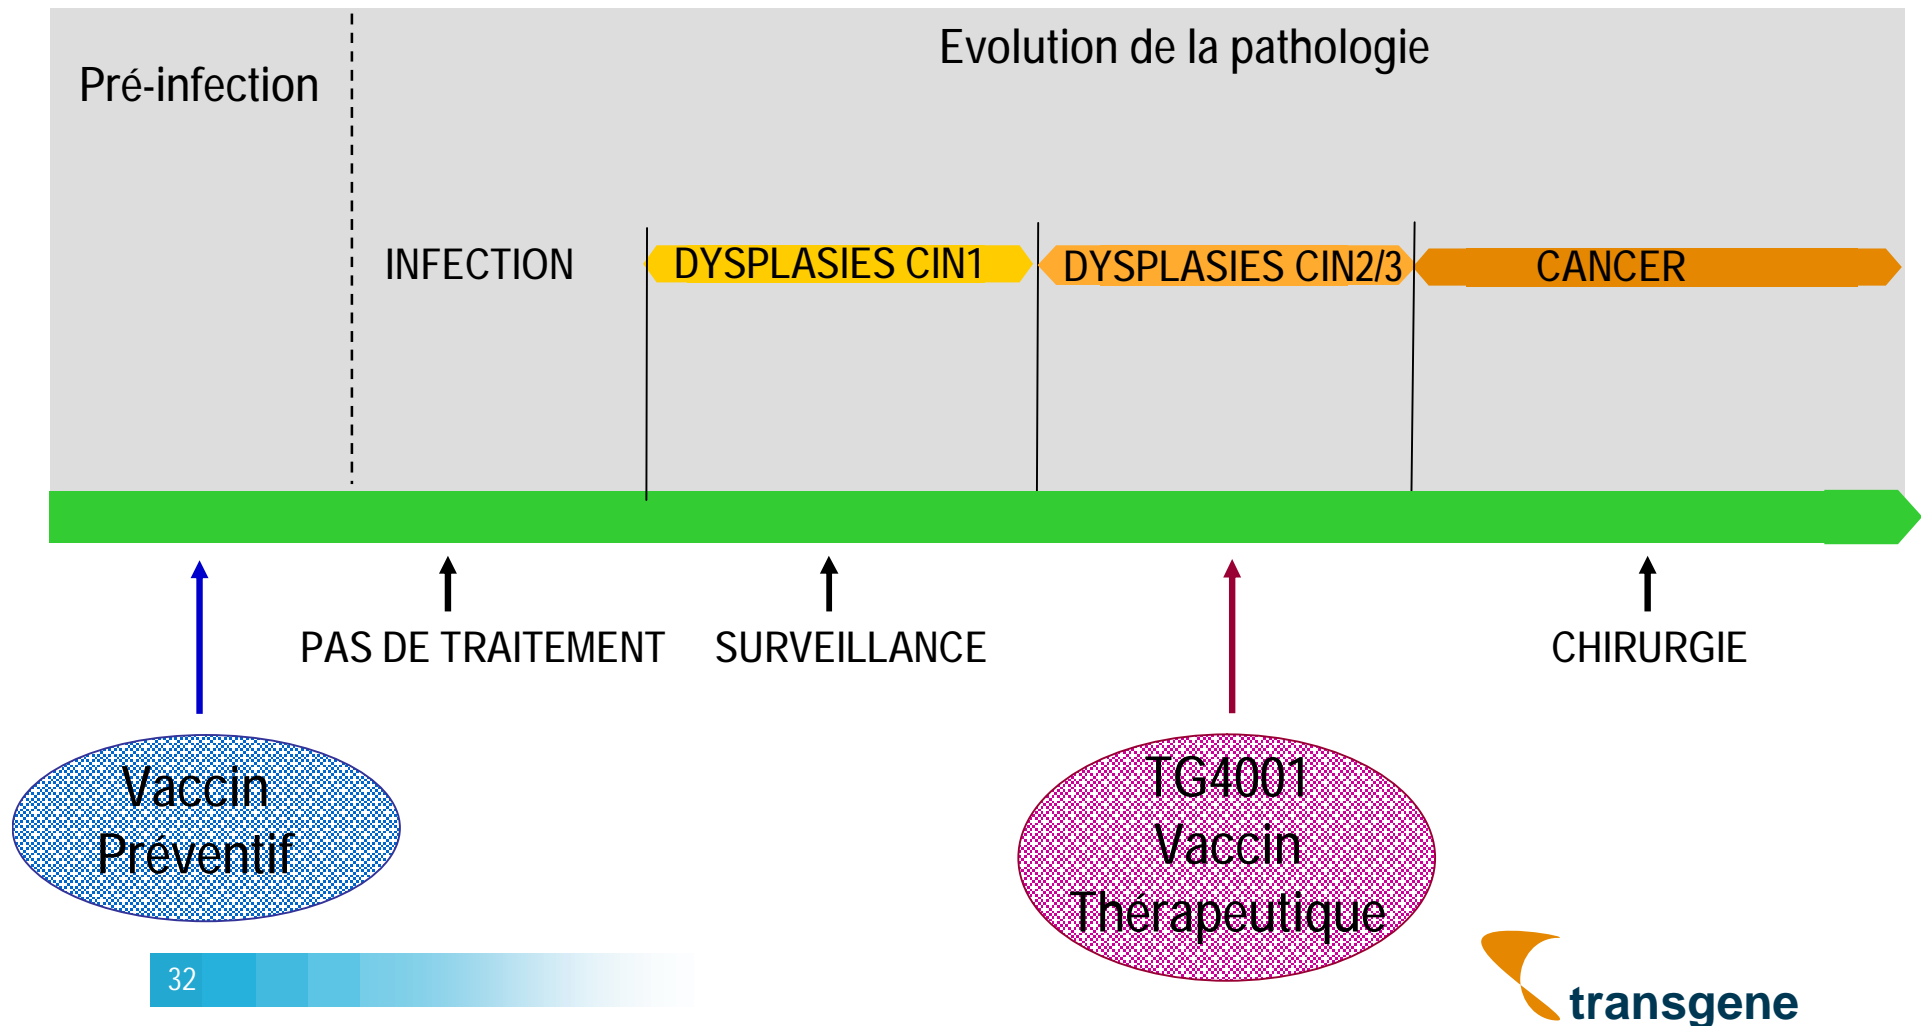 Evolution de la pathologie
Pré-infection
INFECTION
DYSPLASIES CIN1
DYSPLASIES CIN2/3
CANCER
PAS DE TRAITEMENT
SURVEILLANCE
CHIRURGIE
Vaccin
Préventif
TG4001
Vaccin
Thérapeutique
32
transgene